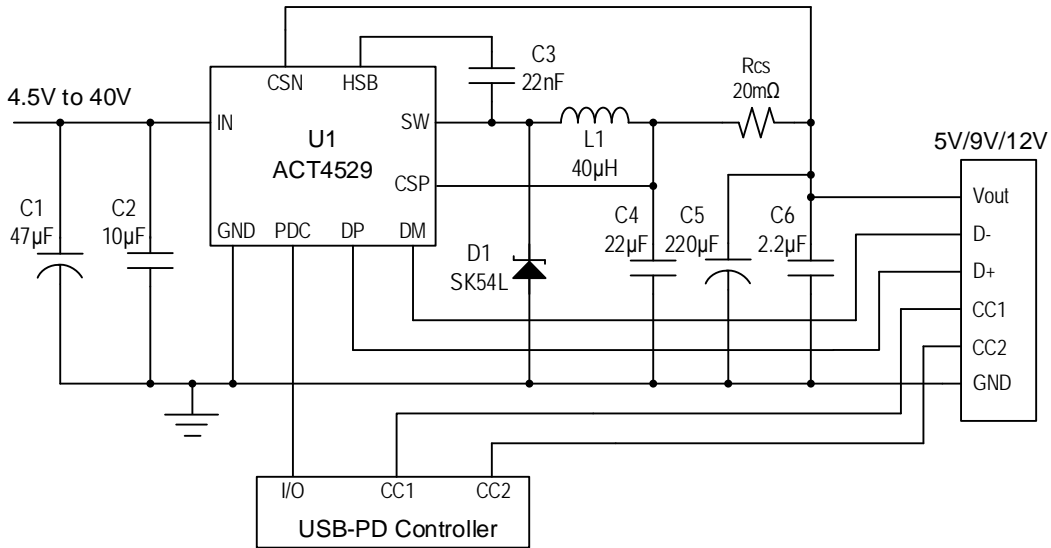 4.5V to 40V
CSN
HSB
C3
22nF
Rcs
20mΩ
IN
U1
ACT4529
SW
CSP
L1
40µH
5V/9V/12V
C1
47µF
C2
10µF
GND
PDC
DP
DM
D1
SK54L
C4
22µF
C5
220µF
C6
2.2µF
Vout
D-
D+
CC1
CC2
GND
I/O
CC1
CC2
USB-PD Controller